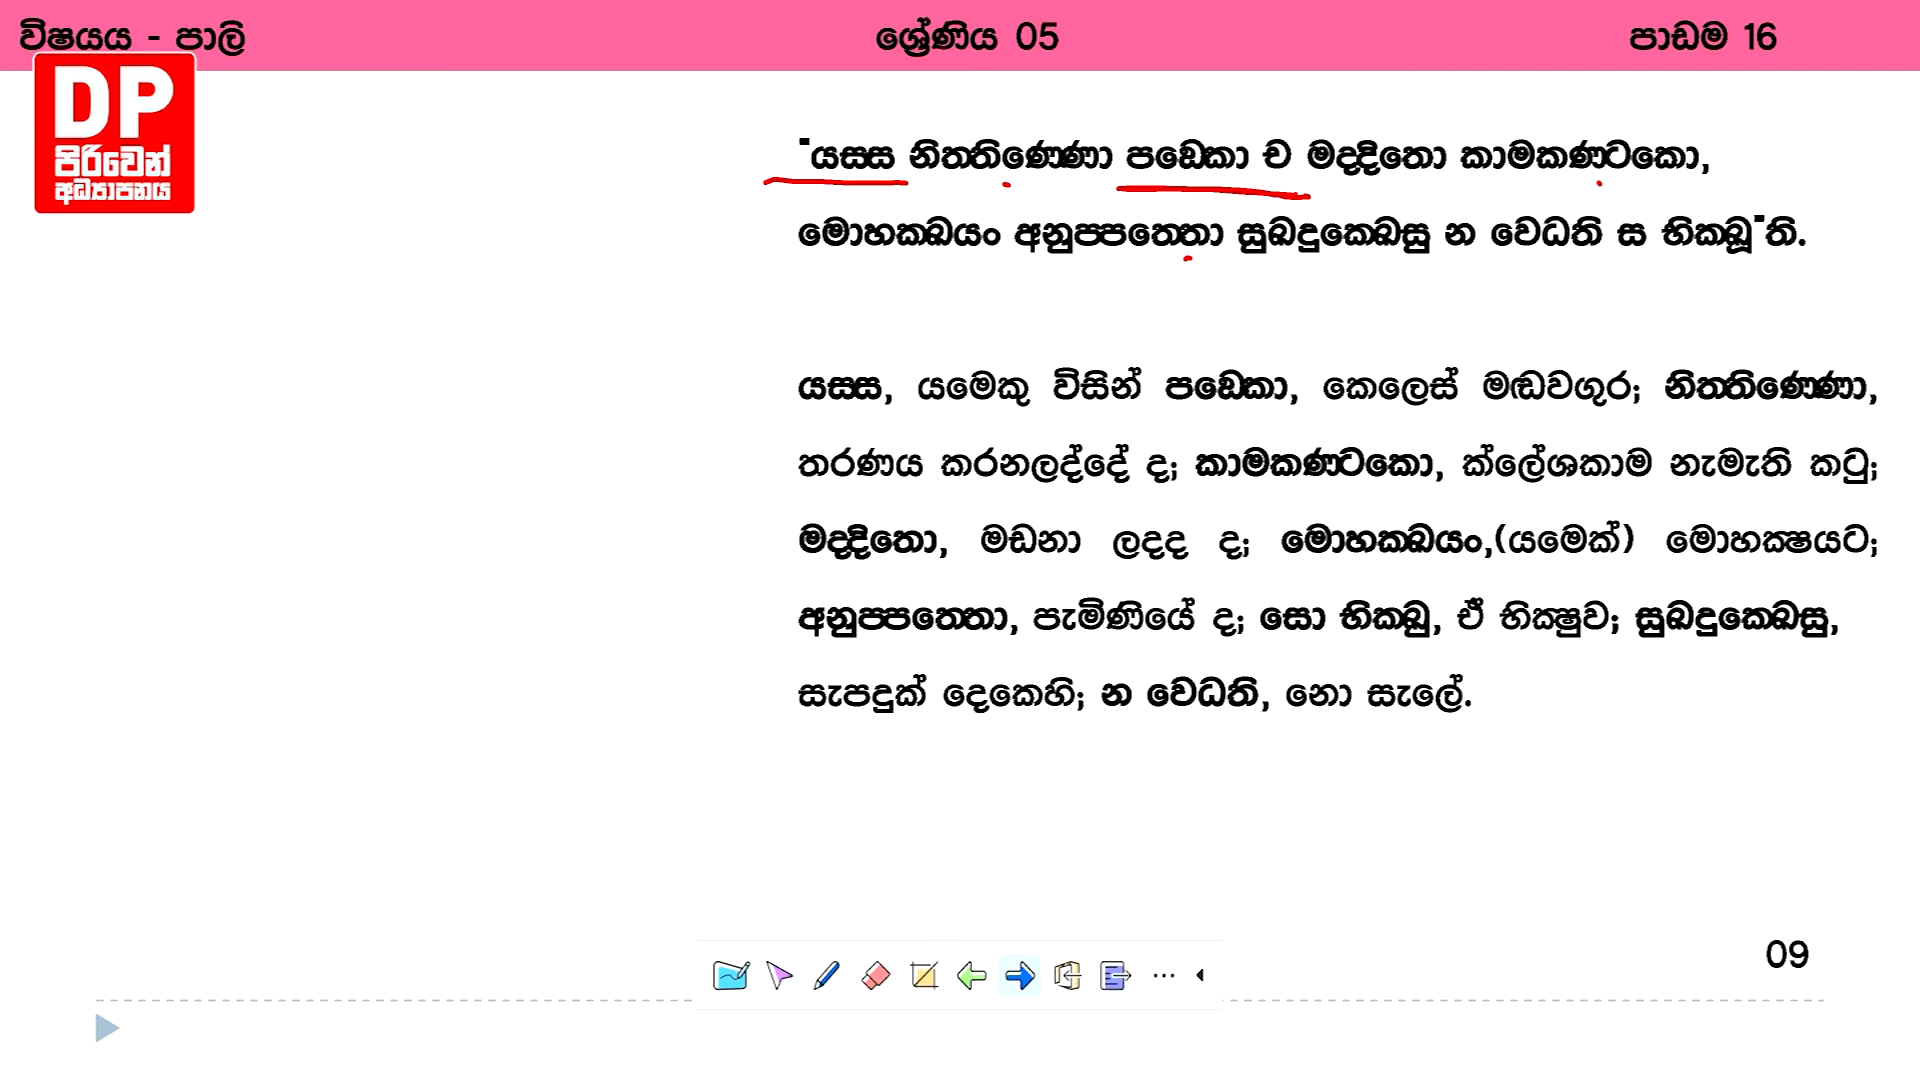 විෂයය - පාලි
ශ්‍රේණිය 05
පාඩම 16
DP
පිරිවෙන්
අධ්‍යාපනය
"යස්ස නිත්තිණ්ණො පඞ්කො ච මද්දිතො කාමකණ්ටකො,
මොහක්ඛයං අනුප්පත්තො සුඛදුක්ඛෙසු න වෙධති ස භික්ඛූ"ති.
යස්ස, යමෙකු විසින් පඞ්කො, කෙලෙස් මඬවගුර; නිත්තිණ්ණො,
තරණය කරනලද්දේ ද; කාමකණ්ටකො, ක්ලේශකාම නැමැති කටු;
මද්දිතො, මඩනා ලදද ද; මොහක්ඛයං,(යමෙක්) මොහක්‍ෂයට;
අනුප්පත්තො, පැමිණියේ ද; සො භික්ඛු, ඒ භික්‍ෂුව; සුඛදුක්ඛෙසු,
සැපදුක් දෙකෙහි; න වෙධති, නො සැලේ.
09